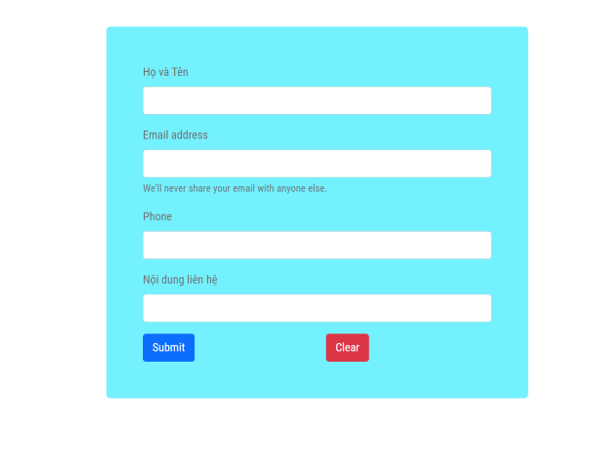 Họ và Tên
Email address
We'll never share your email with anyone else.
Phone
Nội dung liên hệ
Submit
Clear